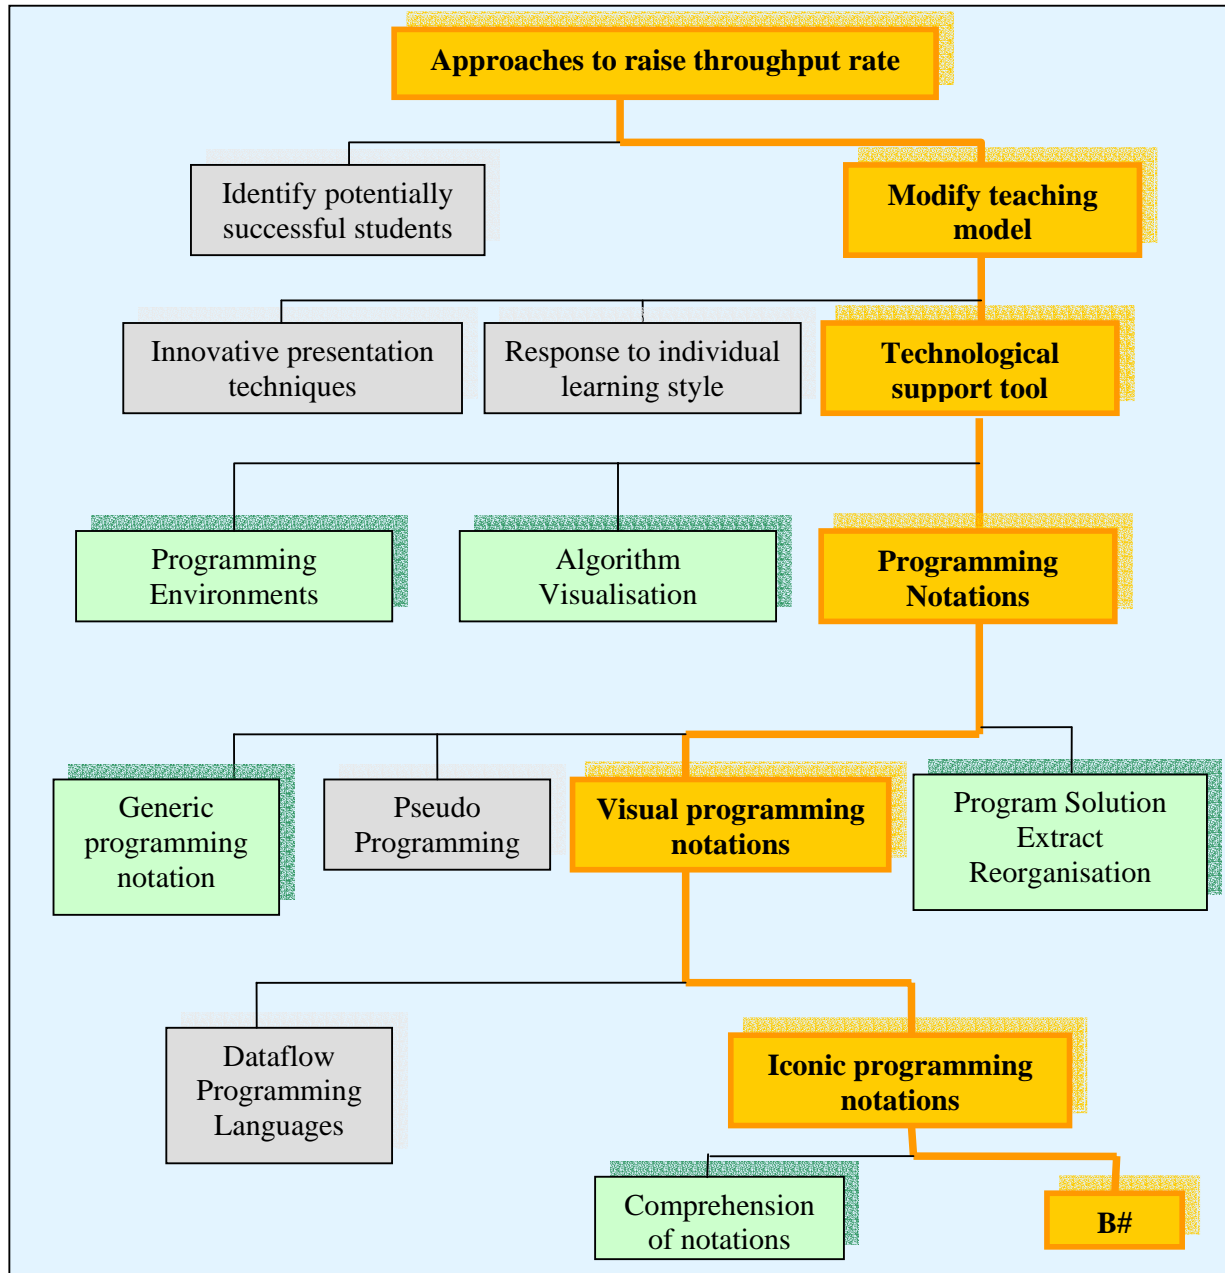 Approaches to raise throughput rate
Identify potentially
successful students
Modify teaching
model
Innovative presentation
techniques
Response to individual
learning style
Technological
support tool
Programming
Environments
Algorithm
Visualisation
Programming
Notations
Generic
programming
notation
Pseudo
Programming
Visual programming
notations
Program Solution
Extract
Reorganisation
Dataflow
Programming
Languages
Iconic programming
notations
Comprehension
of notations
B#